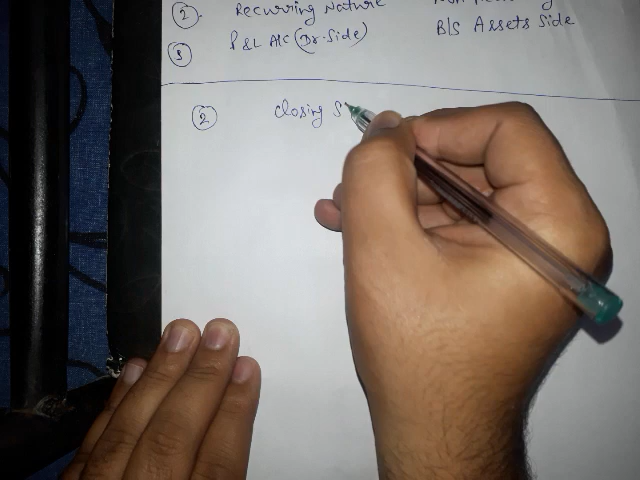 2. Recurring Nature
3 P & L A/C (Dr-Side) B/S Assets Side
2 Closing S